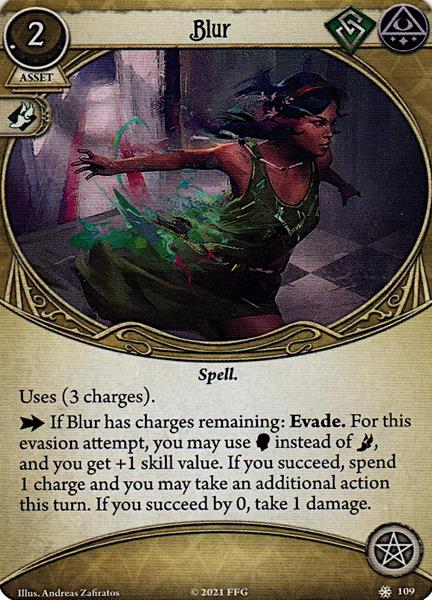 2
Blur
ASSET
Spell.
Uses (3 charges).
If Blur has charges remaining: Evade. For this
evasion attempt, you may use instead of ,
and you get +1 skill value. If you succeed, spend
1 charge and you may take an additional action
this turn. If you succeed by 0, take 1 damage.
Illus. Andreas Zafiratos
© 2021 FFG
109